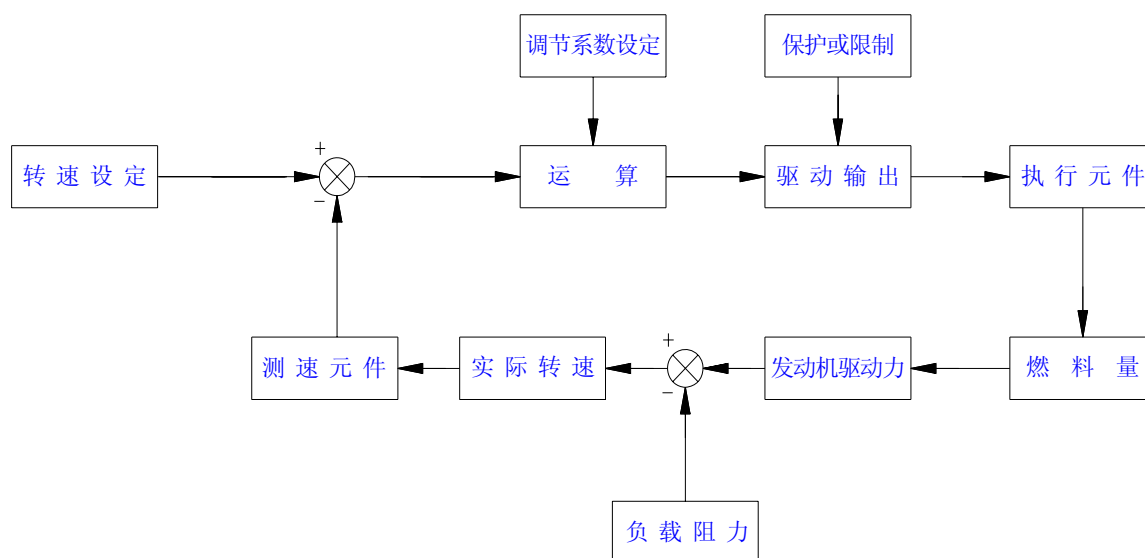 调节系数设定
保护或限制
转速设定
+
−
运算
驱动输出
执行元件
测速元件
实际转速
+
−
发动机驱动力
燃料量
负载阻力